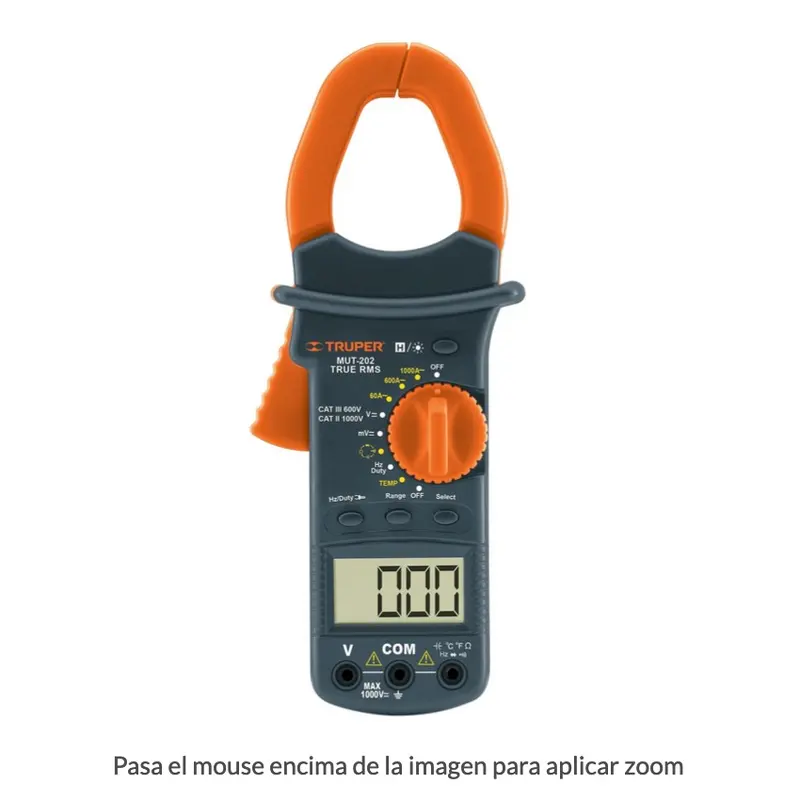 TRUPER H/
MUT-202
TRUE RMS
OFF
1000A~
600A~
60A~
CAT III 600V
CAT II 1000V
V
mV
Hz
Duty
TEMP
OFF
Hz/Duty
Range
Select
000
V
COM
°C °F Ω
Hz
MAX
1000V
Pasa el mouse encima de la imagen para aplicar zoom